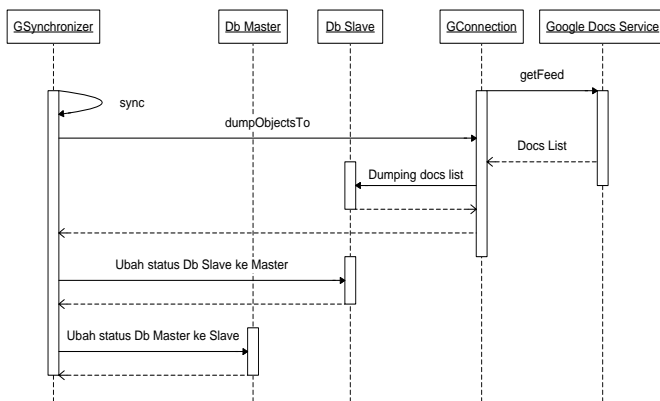 GSynchronizer
Db Master
Db Slave
GConnection
Google Docs Service
getFeed
sync
dumpObjectsTo
Docs List
Dumping docs list
Ubah status Db Slave ke Master
Ubah status Db Master ke Slave